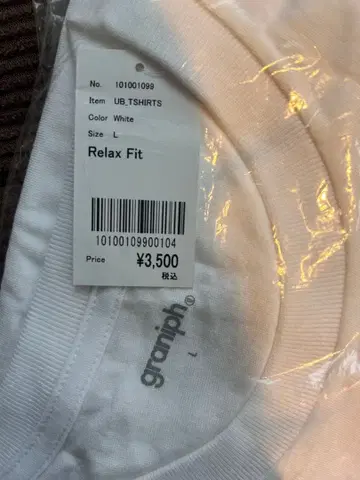 No. 101001099
Item UB_TSHIRTS
Color White
Size L
Relax Fit
10100109900104
Price ¥3,500
税込
graniph®
L